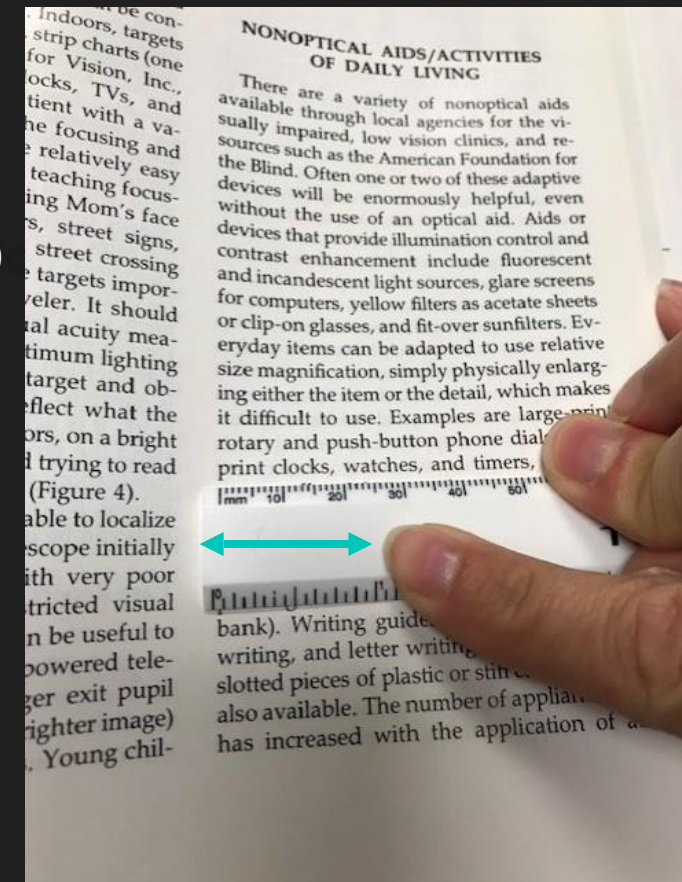 be con-
. Indoors, targets
strip charts (one
for Vision, Inc.,
ocks, TVs, and
tient with a va-
he focusing and
e relatively easy
teaching focus-
ing Mom's face
rs, street signs,
street crossing
e targets impor-
veler. It should
ual acuity mea-
timum lighting
target and ob-
eflect what the
ors, on a bright
d trying to read
(Figure 4).
able to localize
escope initially
ith very poor
tricted visual
n be useful to
powered tele-
ger exit pupil
righter image)
. Young chil-
NONOPTICAL AIDS/ACTIVITIES
OF DAILY LIVING
There are a variety of nonoptical aids
available through local agencies for the vi-
sually impaired, low vision clinics, and re-
sources such as the American Foundation for
the Blind. Often one or two of these adaptive
devices will be enormously helpful, even
without the use of an optical aid. Aids or
devices that provide illumination control and
contrast enhancement include fluorescent
and incandescent light sources, glare screens
for computers, yellow filters as acetate sheets
or clip-on glasses, and fit-over sunfilters. Ev-
eryday items can be adapted to use relative
size magnification, simply physically enlarg-
ing either the item or the detail, which makes
it difficult to use. Examples are large-print
rotary and push-button phone dial
print clocks, watches, and timers,
mm 10 20 30 40 50
bank). Writing guide
writing, and letter writing
slotted pieces of plastic or
also available. The number of
has increased with the application of